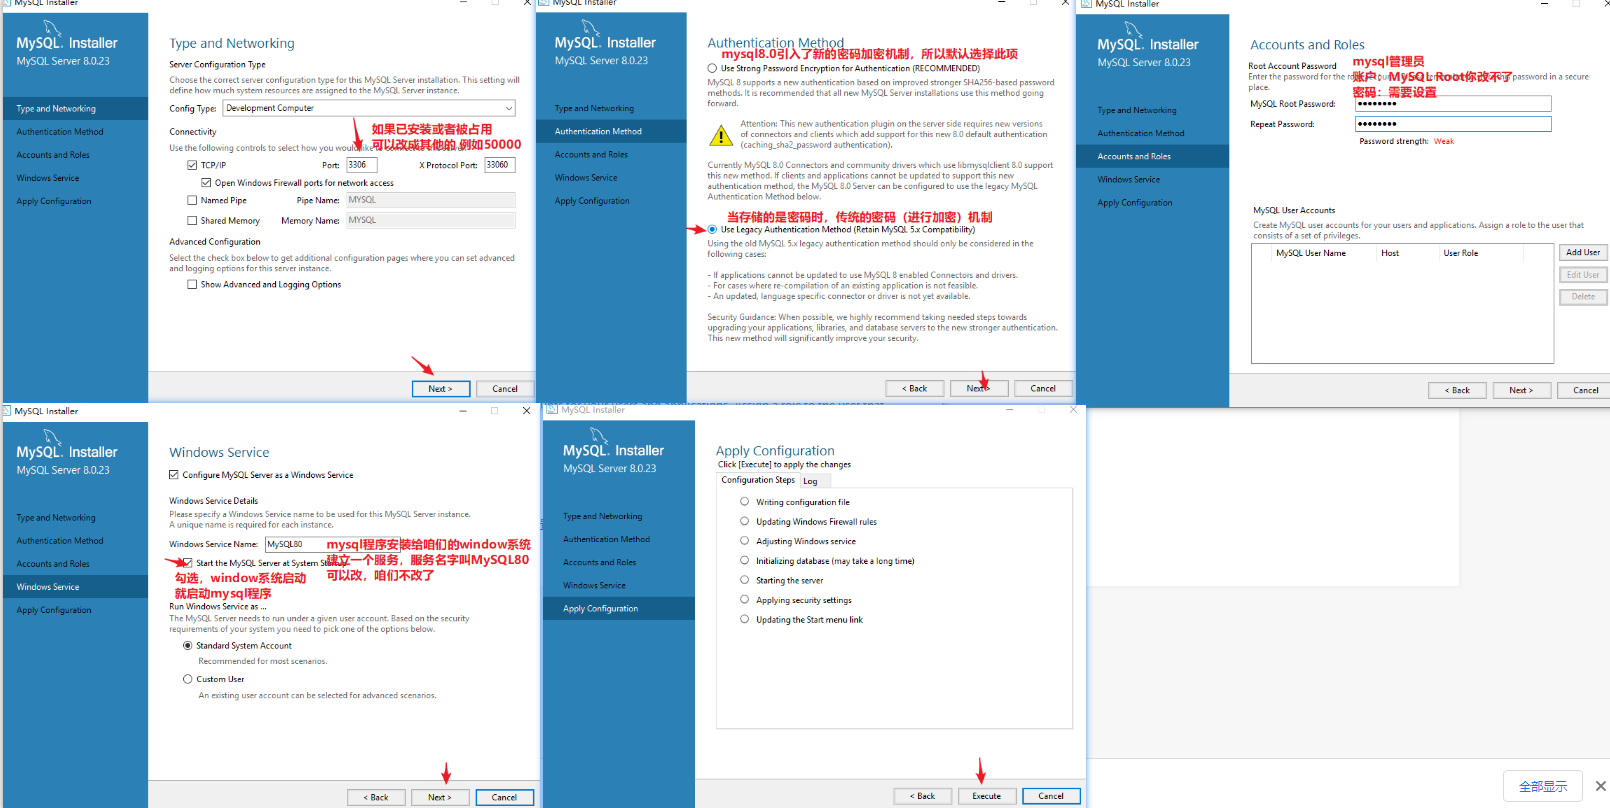 MySQL Installer
MySQL. Installer
MySQL Server 8.0.23
Type and Networking
Authentication Method
Accounts and Roles
Windows Service
Apply Configuration
Type and Networking
Server Configuration Type
Choose the correct server configuration type for this MySQL Server installation. This setting will
define how much system resources are assigned to the MySQL Server instance.
Config Type: Development Computer
Connectivity
如果已安装或者被占用
可以改成其他的 例如50000
Use the following controls to select how you would like to connect to
TCP/IP Port: 3306 X Protocol Port: 33060
Open Windows Firewall ports for network access
Named Pipe Pipe Name: MYSQL
Shared Memory Memory Name: MYSQL
Advanced Configuration
Select the check box below to get additional configuration pages where you can set advanced
and logging options for this server instance.
Show Advanced and Logging Options
Next > Cancel
MySQL Installer
MySQL. Installer
MySQL Server 8.0.23
Type and Networking
Authentication Method
Accounts and Roles
Windows Service
Apply Configuration
Authentication Method
mysql8.0引入了新的密码加密机制，所以默认选择此项
Use Strong Password Encryption for Authentication (RECOMMENDED)
MySQL 8 supports a new authentication based on improved stronger SHA256-based password
methods. It is recommended that all new MySQL Server installations use this method going
forward.
Attention: This new authentication plugin on the server side requires new versions
of connectors and clients which add support for this new 8.0 default authentication
(caching_sha2_password authentication).
Currently MySQL 8.0 Connectors and community drivers which use libmysqlclient 8.0 support
this new method. If clients and applications cannot be updated to support this new
authentication method, the MySQL 8.0 Server can be configured to use the legacy MySQL
Authentication Method below.
当存储的是密码时，传统的密码（进行加密）机制
Use Legacy Authentication Method (Retain MySQL 5.x Compatibility)
Using the old MySQL 5.x legacy authentication method should only be considered in the
following cases:
- If applications cannot be updated to use MySQL 8 enabled Connectors and drivers.
- For cases where re-compilation of an existing application is not feasible.
- An updated, language specific connector or driver is not yet available.
Security Guidance: When possible, we highly recommend taking needed steps towards
upgrading your applications, libraries, and database servers to the new stronger authentication.
This new method will significantly improve your security.
< Back Next > Cancel
MySQL Installer
MySQL. Installer
MySQL Server 8.0.23
Type and Networking
Authentication Method
Accounts and Roles
Windows Service
Apply Configuration
Accounts and Roles
Root Account Password
mysql管理员
账户：MySQL Root你改不了
密码：需要设置
Enter the password for the password in a secure
place.
MySQL Root Password: ●●●●●●●●
Repeat Password: ●●●●●●●●
Password strength: Weak
MySQL User Accounts
Create MySQL user accounts for your users and applications. Assign a role to the user that
consists of a set of privileges.
MySQL User Name Host User Role
Add User
Edit User
Delete
< Back Next > Cancel
MySQL Installer
MySQL. Installer
MySQL Server 8.0.23
Type and Networking
Authentication Method
Accounts and Roles
Windows Service
Apply Configuration
Windows Service
Configure MySQL Server as a Windows Service
Windows Service Details
Please specify a Windows Service name to be used for this MySQL Server instance.
A unique name is required for each instance.
Windows Service Name: MySQL80
mysql程序安装给咱们的window系统
建立一个服务，服务名字叫MySQL80
可以改，咱们不改了
Start the MySQL Server at System Startup
勾选，window系统启动
就启动mysql程序
Run Windows Service as ...
The MySQL Server needs to run under a given user account. Based on the security
requirements of your system you need to pick one of the options below.
Standard System Account
Recommended for most scenarios.
Custom User
An existing user account can be selected for advanced scenarios.
< Back Next > Cancel
MySQL Installer
MySQL. Installer
MySQL Server 8.0.23
Type and Networking
Authentication Method
Accounts and Roles
Windows Service
Apply Configuration
Apply Configuration
Click [Execute] to apply the changes
Configuration Steps Log
Writing configuration file
Updating Windows Firewall rules
Adjusting Windows service
Initializing database (may take a long time)
Starting the server
Applying security settings
Updating the Start menu link
< Back Execute Cancel
全部显示